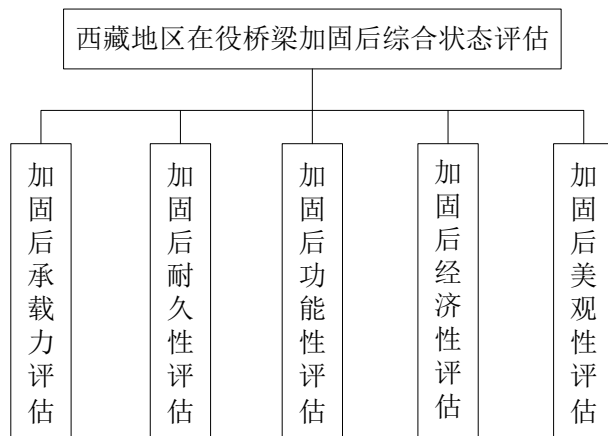 西藏地区在役桥梁加固后综合状态评估
加固后承载力评估
加固后耐久性评估
加固后功能性评估
加固后经济性评估
加固后美观性评估